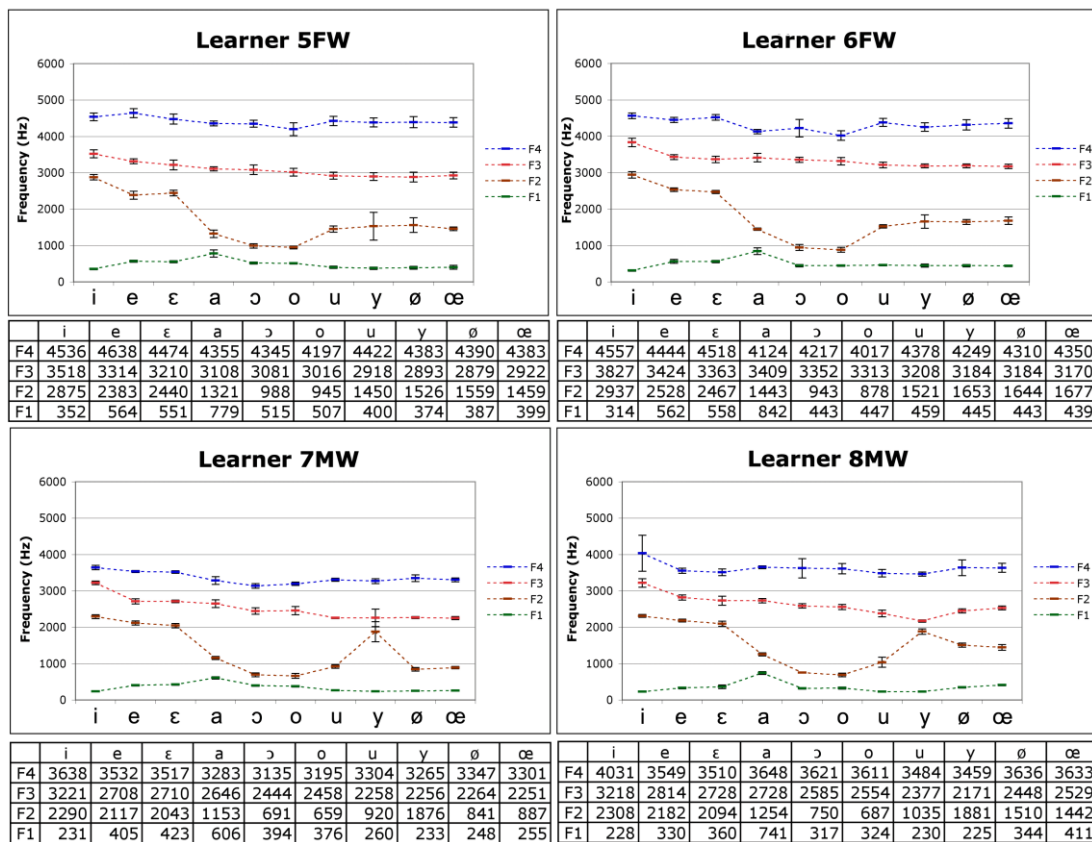 Learner 5FW
6000
5000
4000
3000
2000
1000
0
Frequency (Hz)
F4
F3
F2
F1
i e ɛ a ɔ o u y ø œ
i e ɛ a ɔ o u y ø œ
F4 4536 4638 4474 4355 4345 4197 4422 4383 4390 4383
F3 3518 3314 3210 3108 3081 3016 2918 2893 2879 2922
F2 2875 2383 2440 1321 988 945 1450 1526 1559 1459
F1 352 564 551 779 515 507 400 374 387 399
Learner 6FW
6000
5000
4000
3000
2000
1000
0
Frequency (Hz)
F4
F3
F2
F1
i e ɛ a ɔ o u y ø œ
i e ɛ a ɔ o u y ø œ
F4 4557 4444 4518 4124 4217 4017 4378 4249 4310 4350
F3 3827 3424 3363 3409 3352 3313 3208 3184 3184 3170
F2 2937 2528 2467 1443 943 878 1521 1653 1644 1677
F1 314 562 558 842 443 447 459 445 443 439
Learner 7MW
6000
5000
4000
3000
2000
1000
0
Frequency (Hz)
F4
F3
F2
F1
i e ɛ a ɔ o u y ø œ
i e ɛ a ɔ o u y ø œ
F4 3638 3532 3517 3283 3135 3195 3304 3265 3347 3301
F3 3221 2708 2710 2646 2444 2458 2258 2256 2264 2251
F2 2290 2117 2043 1153 691 659 920 1876 841 887
F1 231 405 423 606 394 376 260 233 248 255
Learner 8MW
6000
5000
4000
3000
2000
1000
0
Frequency (Hz)
F4
F3
F2
F1
i e ɛ a ɔ o u y ø œ
i e ɛ a ɔ o u y ø œ
F4 4031 3549 3510 3648 3621 3611 3484 3459 3636 3633
F3 3218 2814 2728 2728 2585 2554 2377 2171 2448 2529
F2 2308 2182 2094 1254 750 687 1035 1881 1510 1442
F1 228 330 360 741 317 324 230 225 344 411